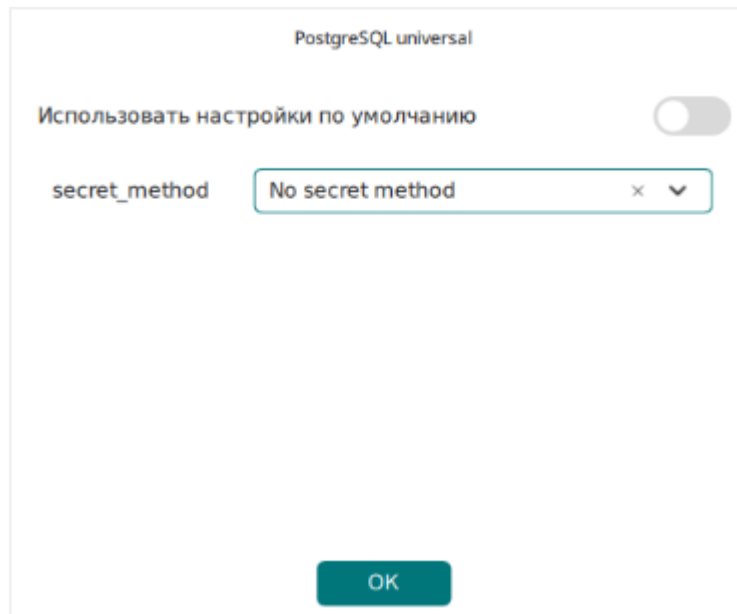 PostgreSQL universal
Использовать настройки по умолчанию
secret_method No secret method ×
OK